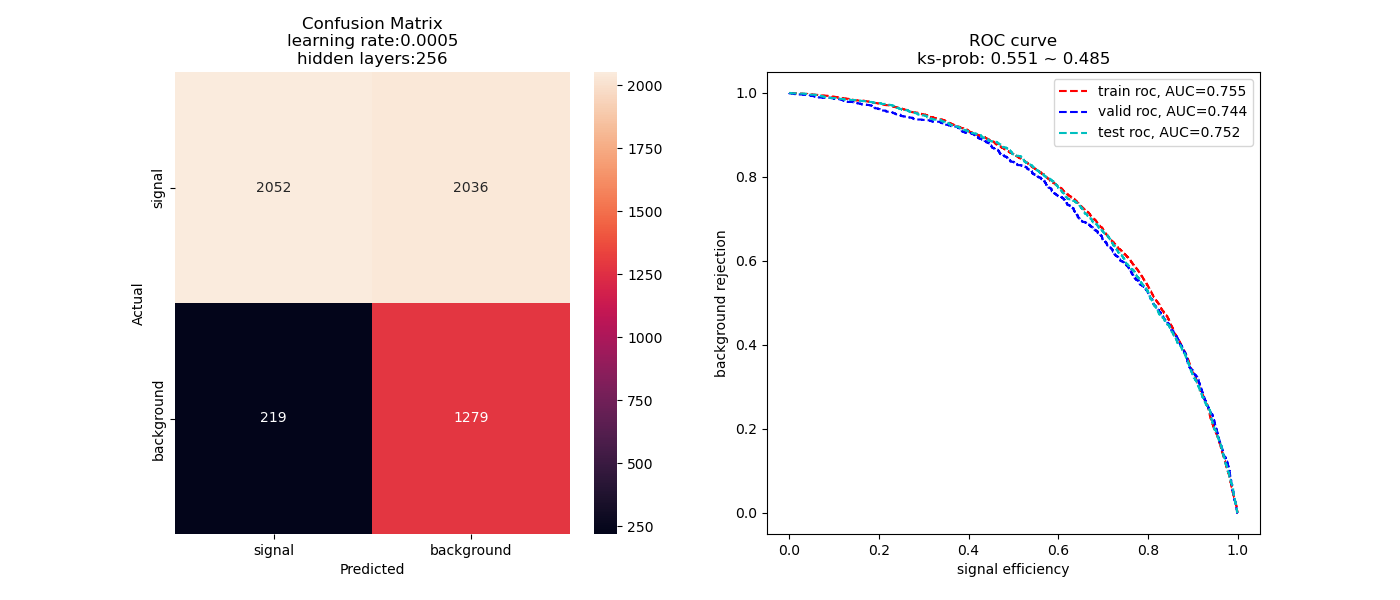 Confusion Matrix
learning rate:0.0005
hidden layers:256
signal
background
Actual
2052
2036
219
1279
signal
background
Predicted
2000
1750
1500
1250
1000
750
500
250
ROC curve
ks-prob: 0.551 ~ 0.485
train roc, AUC=0.755
valid roc, AUC=0.744
test roc, AUC=0.752
background rejection
1.0
0.8
0.6
0.4
0.2
0.0
0.0
0.2
0.4
0.6
0.8
1.0
signal efficiency